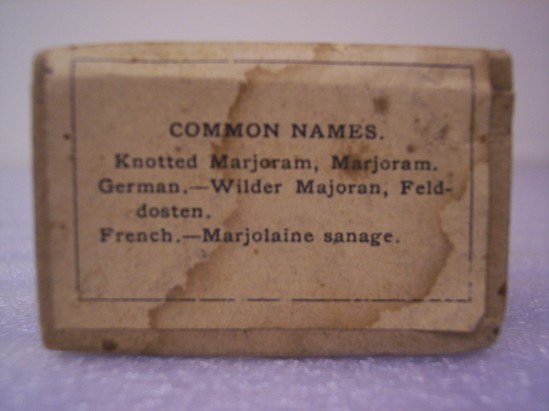 COMMON NAMES.
Knotted Marjoram, Marjoram.
German.—Wilder Majoran, Feld-
dosten.
French.—Marjolaine sanage.